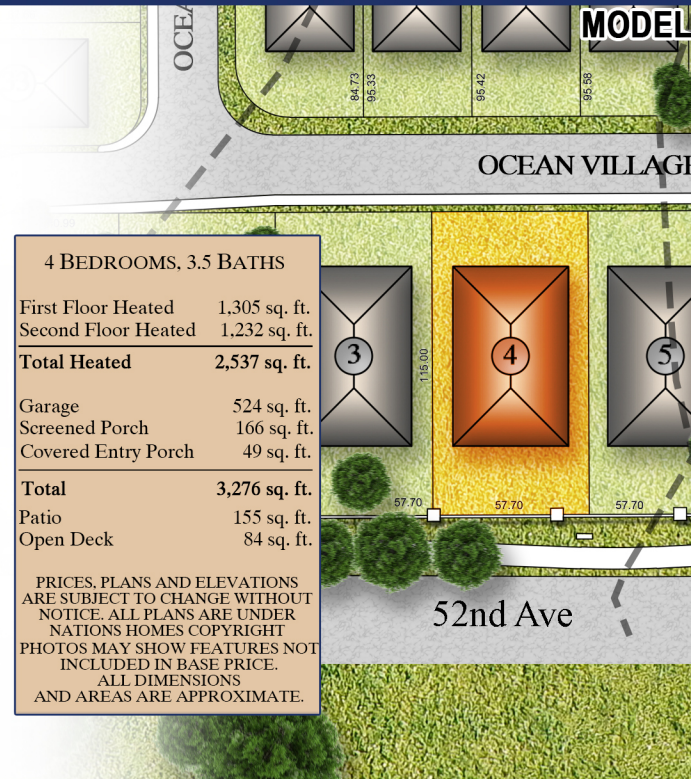 MODEL
OCEA
84.73
95.33
95.42
95.58
OCEAN VILLAGE
4 BEDROOMS, 3.5 BATHS
First Floor Heated 1,305 sq. ft.
Second Floor Heated 1,232 sq. ft.
Total Heated 2,537 sq. ft.
Garage 524 sq. ft.
Screened Porch 166 sq. ft.
Covered Entry Porch 49 sq. ft.
Total 3,276 sq. ft.
Patio 155 sq. ft.
Open Deck 84 sq. ft.
PRICES, PLANS AND ELEVATIONS
ARE SUBJECT TO CHANGE WITHOUT
NOTICE. ALL PLANS ARE UNDER
NATIONS HOMES COPYRIGHT
PHOTOS MAY SHOW FEATURES NOT
INCLUDED IN BASE PRICE.
ALL DIMENSIONS
AND AREAS ARE APPROXIMATE.
3
115.00
4
5
57.70
57.70
57.70
52nd Ave